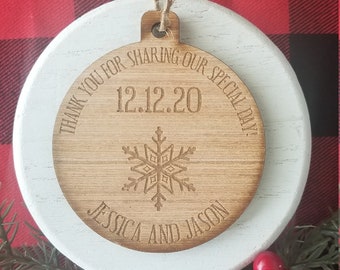 THANK YOU FOR SHARING OUR SPECIAL DAY!
12.12.20
JESSICA AND JASON